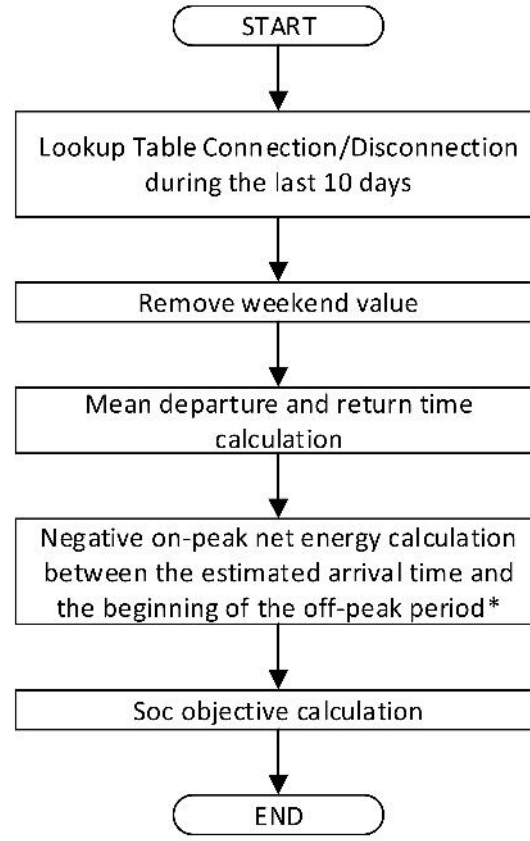 START
Lookup Table Connection/Disconnection
during the last 10 days
Remove weekend value
Mean departure and return time
calculation
Negative on-peak net energy calculation
between the estimated arrival time and
the beginning of the off-peak period*
Soc objective calculation
END